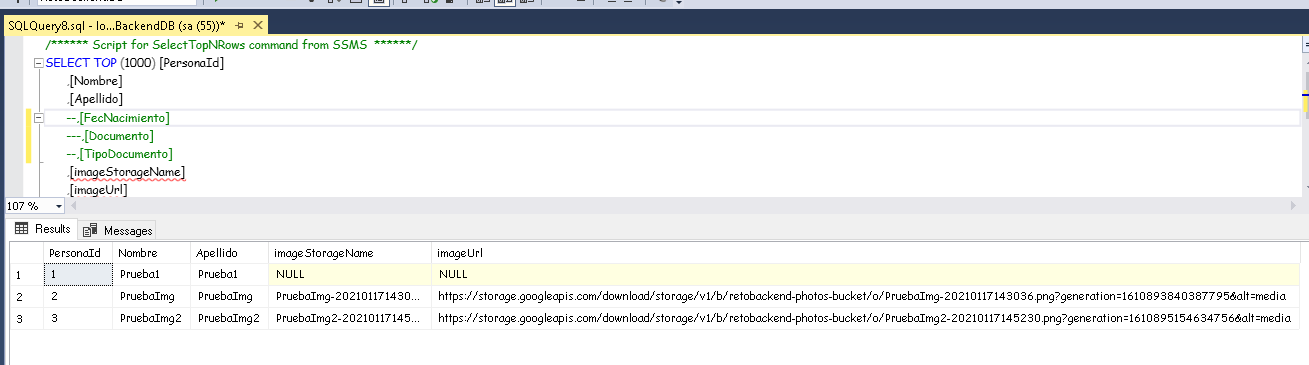 SQLQuery8.sql - lo...BackendDB (sa (55))*
/****** Script for SelectTopNRows command from SSMS ******/
SELECT TOP (1000) [PersonaId]
,[Nombre]
,[Apellido]
--,[FecNacimiento]
---,[Documento]
--,[TipoDocumento]
,[imageStorageName]
,[imageUrl]
107 %
Results Messages
PersonaId Nombre Apellido imageStorageName imageUrl
1 1 Prueba1 Prueba1 NULL NULL
2 2 PruebaImg PruebaImg PruebaImg-202101171430... https://storage.googleapis.com/download/storage/v1/b/retobackend-photos-bucket/o/PruebaImg-20210117143036.png?generation=1610893840387795&alt=media
3 3 PruebaImg2 PruebaImg2 PruebaImg2-20210117145... https://storage.googleapis.com/download/storage/v1/b/retobackend-photos-bucket/o/PruebaImg2-20210117145230.png?generation=1610895154634756&alt=media